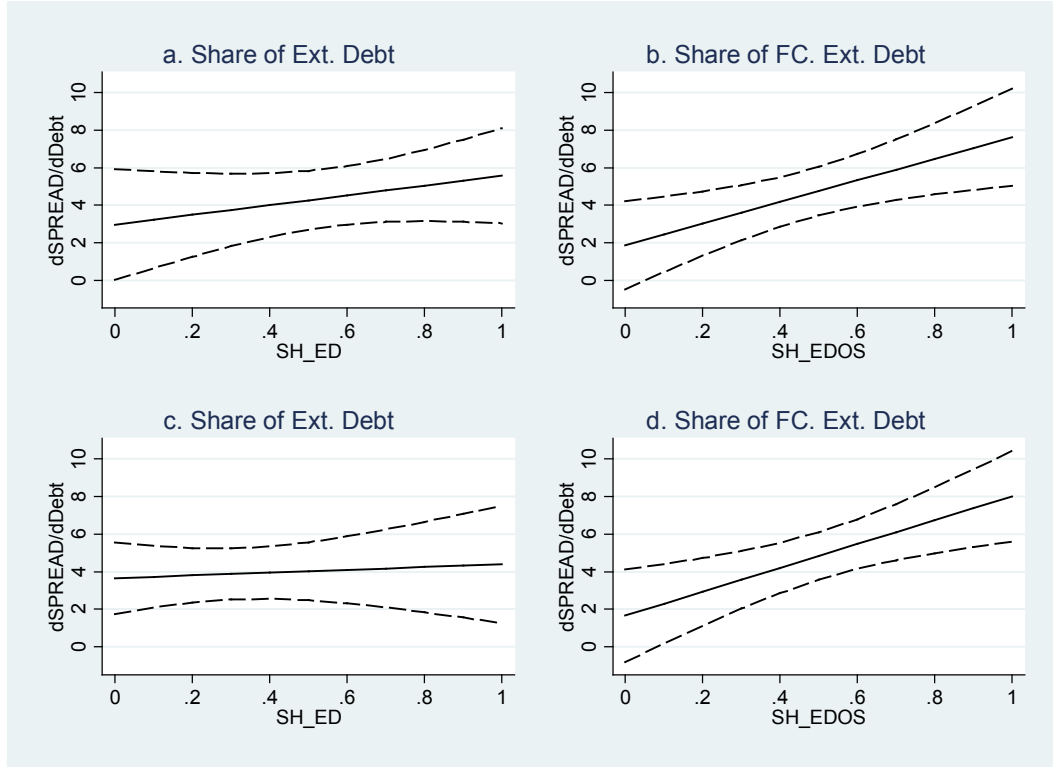 a. Share of Ext. Debt
dSPREAD/dDebt
10
8
6
4
2
0
0 .2 .4 .6 .8 1
SH_ED
b. Share of FC. Ext. Debt
dSPREAD/dDebt
10
8
6
4
2
0
0 .2 .4 .6 .8 1
SH_EDOS
c. Share of Ext. Debt
dSPREAD/dDebt
10
8
6
4
2
0
0 .2 .4 .6 .8 1
SH_ED
d. Share of FC. Ext. Debt
dSPREAD/dDebt
10
8
6
4
2
0
0 .2 .4 .6 .8 1
SH_EDOS